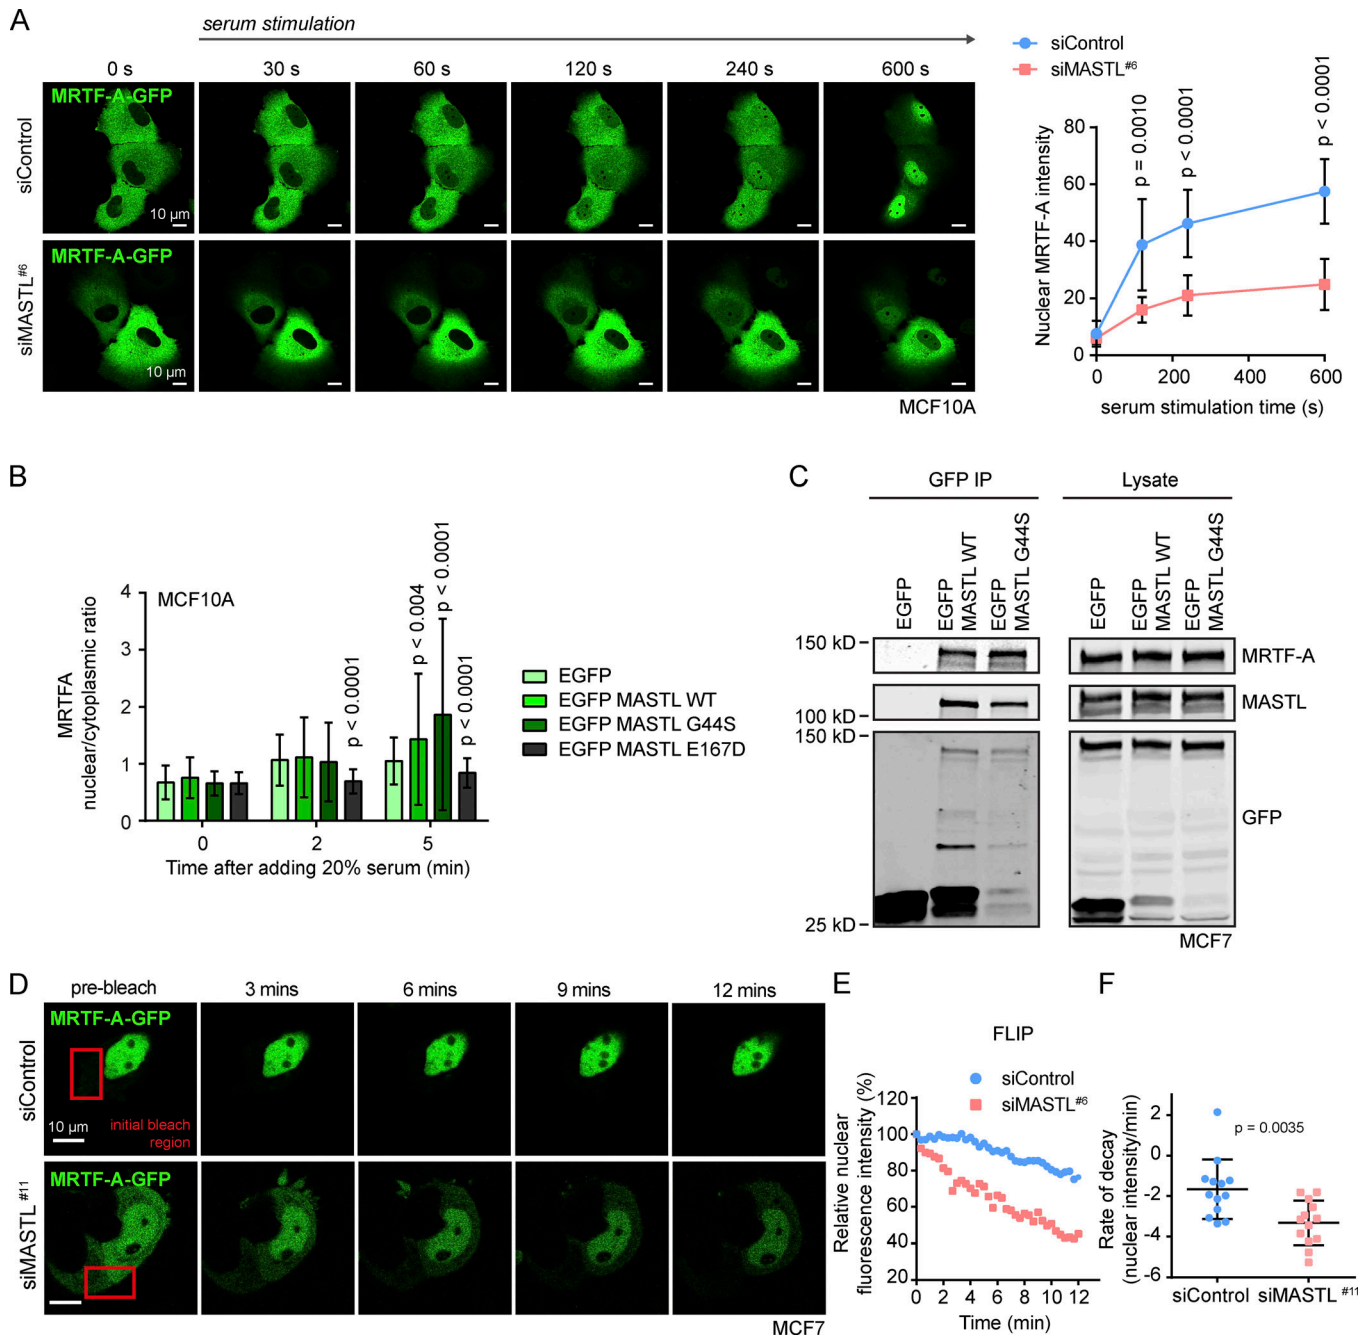 A
serum stimulation
0 s
30 s
60 s
120 s
240 s
600 s
siControl
MRTF-A-GFP
10 µm
siMASTL#6
MRTF-A-GFP
10 µm
MCF10A
siControl
siMASTL#6
p = 0.0010
p < 0.0001
p < 0.0001
Nuclear MRTF-A intensity
80
60
40
20
0
0
200
400
600
serum stimulation time (s)
B
MCF10A
MRTFA
nuclear/cytoplasmic ratio
4
3
2
1
0
p < 0.0001
p < 0.004
p < 0.0001
p < 0.0001
0
2
5
Time after adding 20% serum (min)
EGFP
EGFP MASTL WT
EGFP MASTL G44S
EGFP MASTL E167D
C
GFP IP
Lysate
EGFP
EGFP
MASTL WT
EGFP
MASTL G44S
EGFP
EGFP
MASTL WT
EGFP
MASTL G44S
150 kD
MRTF-A
100 kD
MASTL
150 kD
GFP
25 kD
MCF7
D
pre-bleach
3 mins
6 mins
9 mins
12 mins
siControl
MRTF-A-GFP
10 µm
initial bleach
region
siMASTL #11
MRTF-A-GFP
MCF7
E
FLIP
siControl
siMASTL#6
Relative nuclear
fluorescence intensity (%)
120
100
80
60
40
20
0
2
4
6
8
10
12
Time (min)
F
Rate of decay
(nuclear intensity/min)
2
0
-2
-4
-6
p = 0.0035
siControl
siMASTL #11